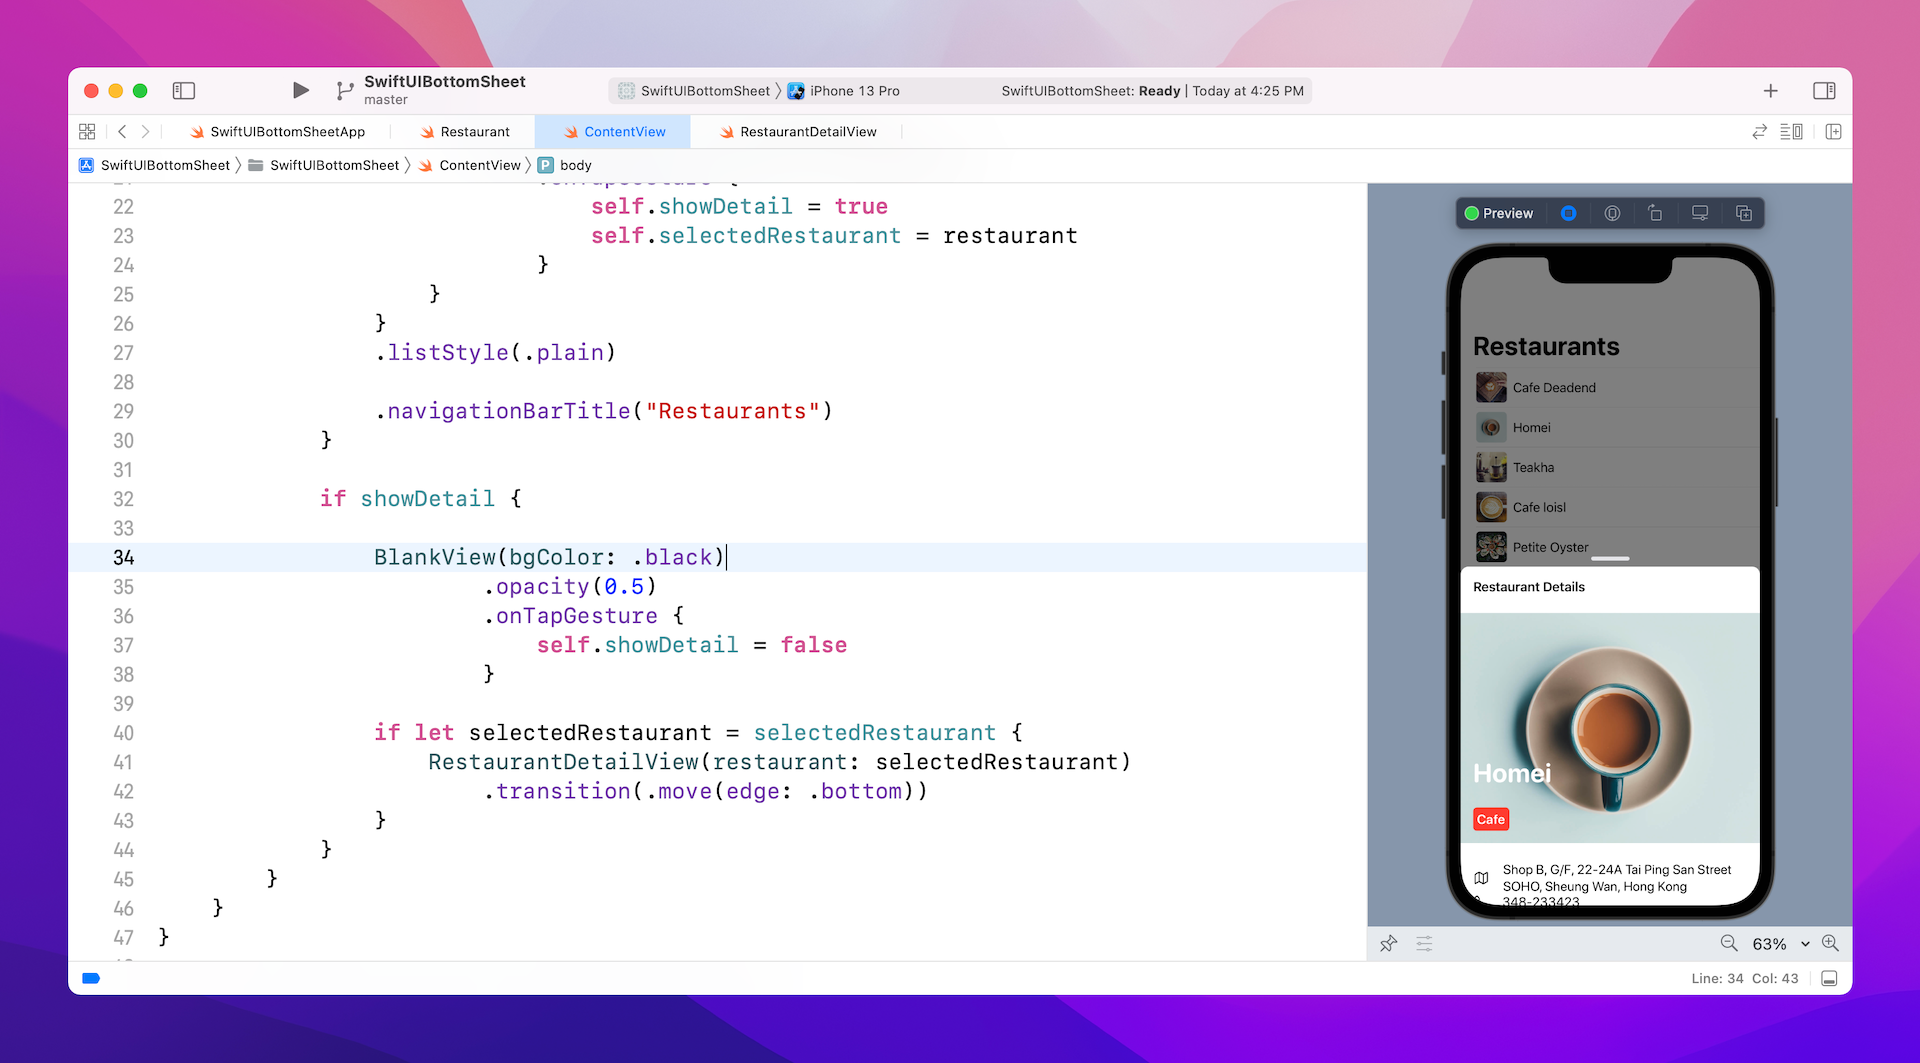 SwiftUIBottomSheet
master
SwiftUIBottomSheet
iPhone 13 Pro
SwiftUIBottomSheet: Ready | Today at 4:25 PM
SwiftUIBottomSheetApp
Restaurant
ContentView
RestaurantDetailView
SwiftUIBottomSheet
SwiftUIBottomSheet
ContentView
P
body
22 self.showDetail = true
23 self.selectedRestaurant = restaurant
24 }
25 }
26 }
27 .listStyle(.plain)
28
29 .navigationBarTitle("Restaurants")
30 }
31
32 if showDetail {
33
34 BlankView(bgColor: .black)
35 .opacity(0.5)
36 .onTapGesture {
37 self.showDetail = false
38 }
39
40 if let selectedRestaurant = selectedRestaurant {
41 RestaurantDetailView(restaurant: selectedRestaurant)
42 .transition(.move(edge: .bottom))
43 }
44 }
45 }
46 }
47 }
Preview
Restaurants
Cafe Deadend
Homei
Teakha
Cafe loisl
Petite Oyster
Restaurant Details
Homei
Cafe
Shop B, G/F, 22-24A Tai Ping San Street
SOHO, Sheung Wan, Hong Kong
348-233423
63%
Line: 34 Col: 43